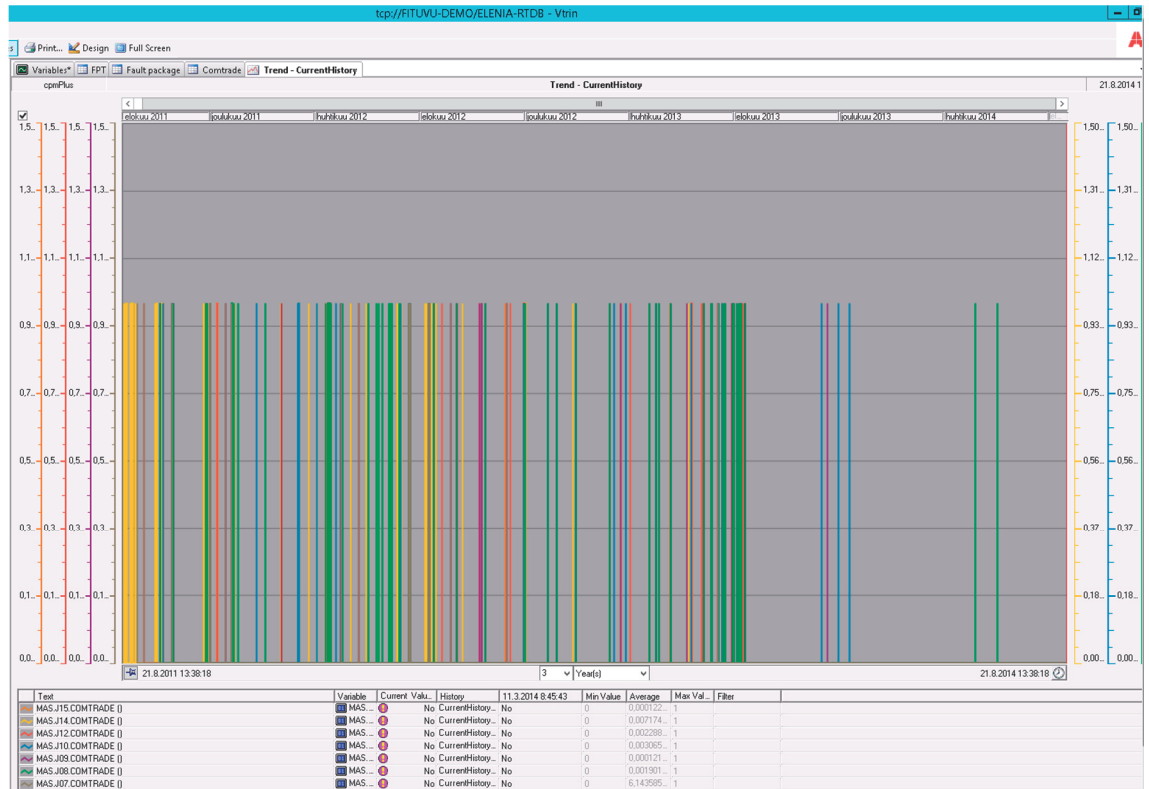 tcp://FITUVU-DEMO/ELENIA-RTDB - Vtrin
Print... Design Full Screen
Variables* FPT Fault package Comtrade Trend - CurrentHistory
cpmPlus Trend - CurrentHistory 21.8.2014 1
elokuu 2011 joulukuu 2011 huhtikuu 2012 elokuu 2012 joulukuu 2012 huhtikuu 2013 elokuu 2013 joulukuu 2013 huhtikuu 2014
1,5... 1,5... 1,5... 1,5... 1,50... 1,50...
1,3... 1,3... 1,3... 1,3... 1,31... 1,31...
1,1... 1,1... 1,1... 1,1... 1,12... 1,12...
0,9... 0,9... 0,9... 0,9... 0,93... 0,93...
0,7... 0,7... 0,7... 0,7... 0,75... 0,75...
0,5... 0,5... 0,5... 0,5... 0,56... 0,56...
0,3... 0,3... 0,3... 0,3... 0,37... 0,37...
0,1... 0,1... 0,1... 0,1... 0,18... 0,18...
0,0... 0,0... 0,0... 0,0... 0,00... 0,00...
21.8.2011 13:38:18 3 Year(s) 21.8.2014 13:38:18
Text Variable Current Valu... History 11.3.2014 8:45:43 Min Value Average Max Val... Filter
MAS.J15.COMTRADE () MAS.... No CurrentHistory... No 0 0,000122... 1
MAS.J14.COMTRADE () MAS.... No CurrentHistory... No 0 0,007174... 1
MAS.J12.COMTRADE () MAS.... No CurrentHistory... No 0 0,002288... 1
MAS.J10.COMTRADE () MAS.... No CurrentHistory... No 0 0,003065... 1
MAS.J09.COMTRADE () MAS.... No CurrentHistory... No 0 0,000121... 1
MAS.J08.COMTRADE () MAS.... No CurrentHistory... No 0 0,001901... 1
MAS.J07.COMTRADE () MAS.... No CurrentHistory... No 0 6,143585... 1